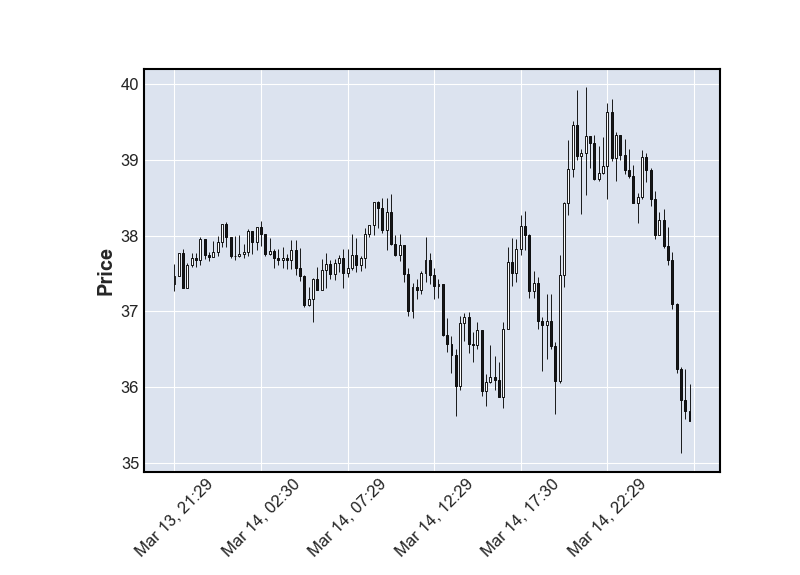 Price
40
39
38
37
36
35
Mar 13, 21:29
Mar 14, 02:30
Mar 14, 07:29
Mar 14, 12:29
Mar 14, 17:30
Mar 14, 22:29